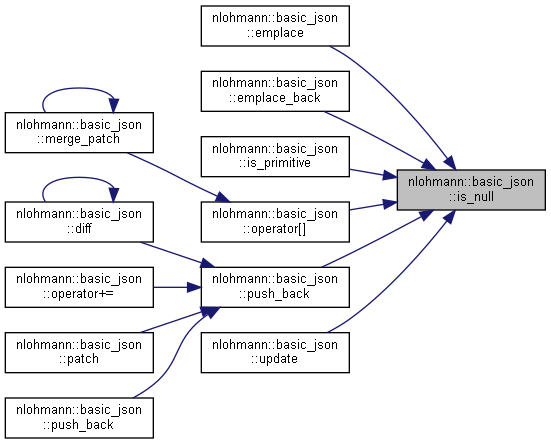 nlohmann::basic_json
::emplace
nlohmann::basic_json
::emplace_back
nlohmann::basic_json
::merge_patch
nlohmann::basic_json
::is_primitive
nlohmann::basic_json
::is_null
nlohmann::basic_json
::diff
nlohmann::basic_json
::operator[]
nlohmann::basic_json
::operator+=
nlohmann::basic_json
::push_back
nlohmann::basic_json
::patch
nlohmann::basic_json
::update
nlohmann::basic_json
::push_back